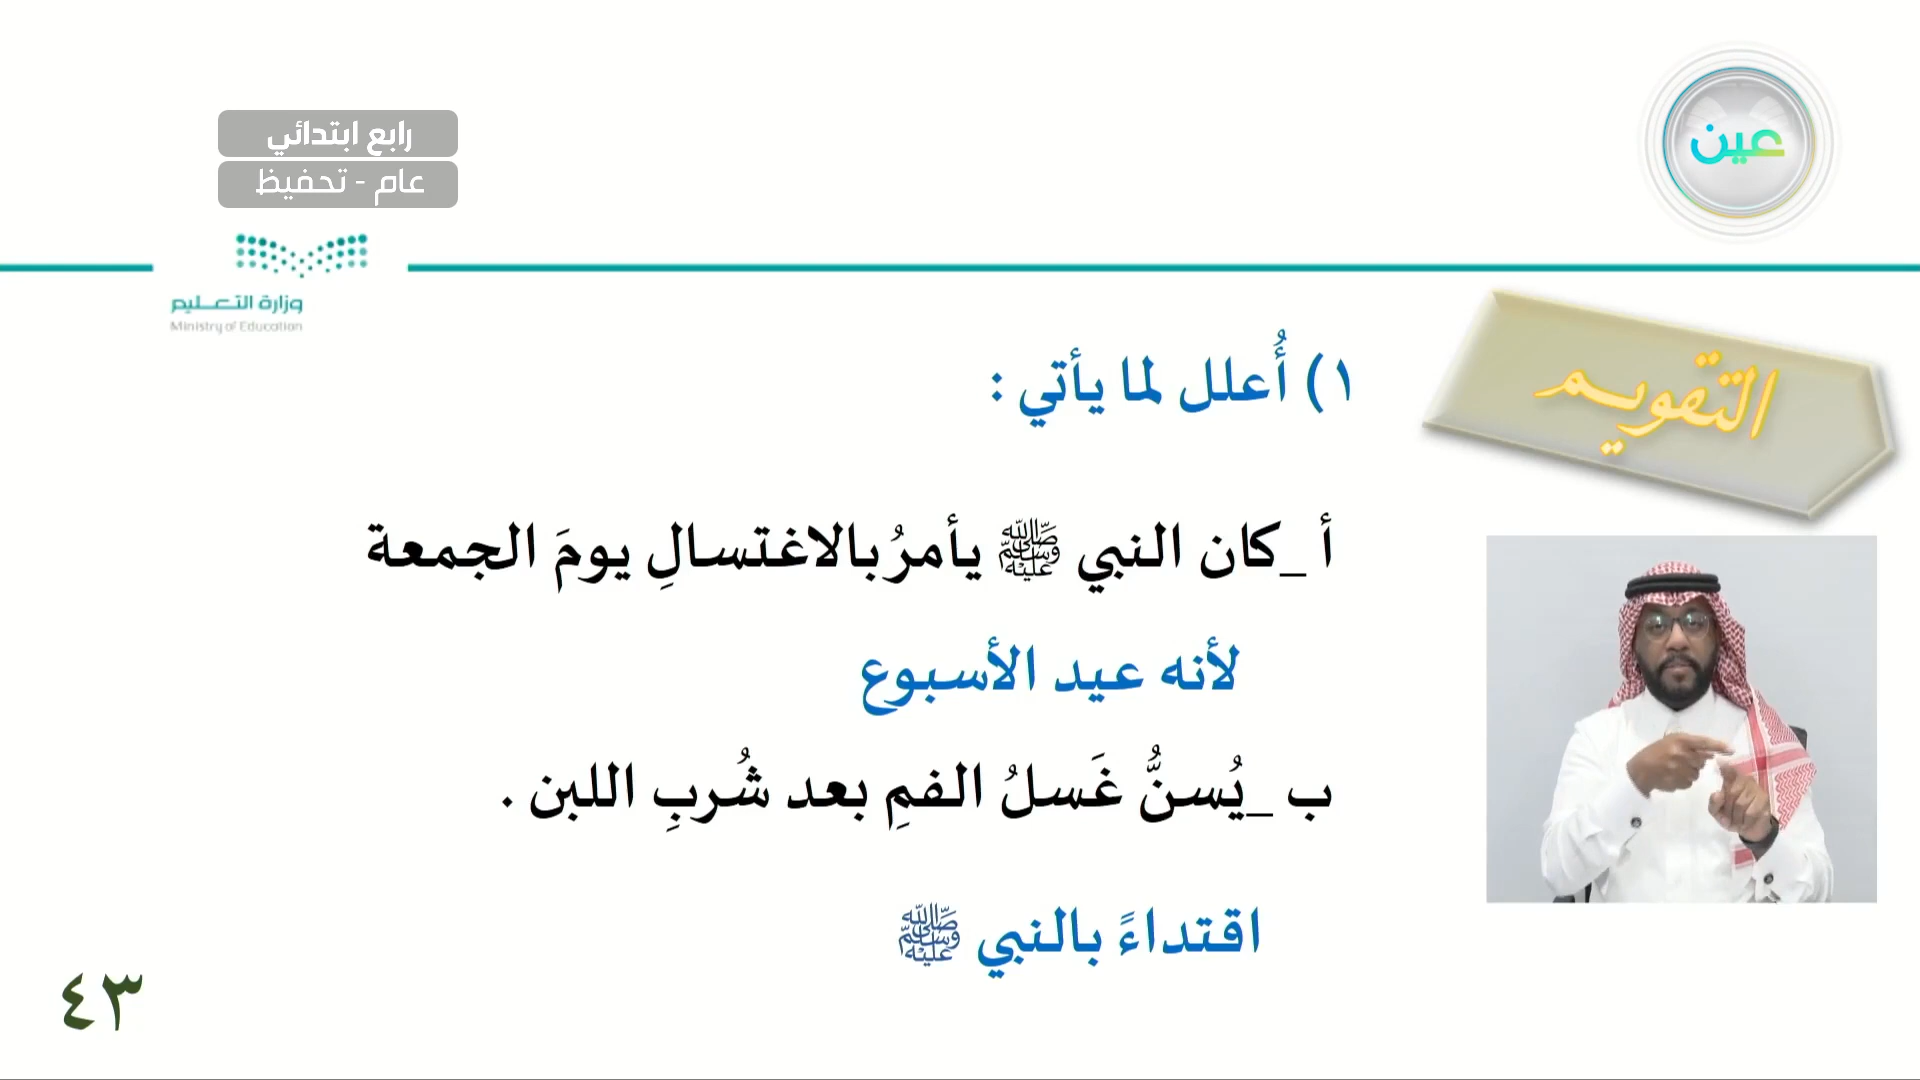 عين
رابع ابتدائي
عام - تحفيظ
وزارة التعليم
Ministry of Education
التقويم
١) أُعلل لما يأتي :
أ _كان النبي ﷺ يأمرُ بالاغتسالِ يومَ الجمعة
لأنه عيد الأسبوع
ب _يُسنُّ غَسلُ الفمِ بعد شُربِ اللبن .
اقتداءً بالنبي ﷺ
٤٣